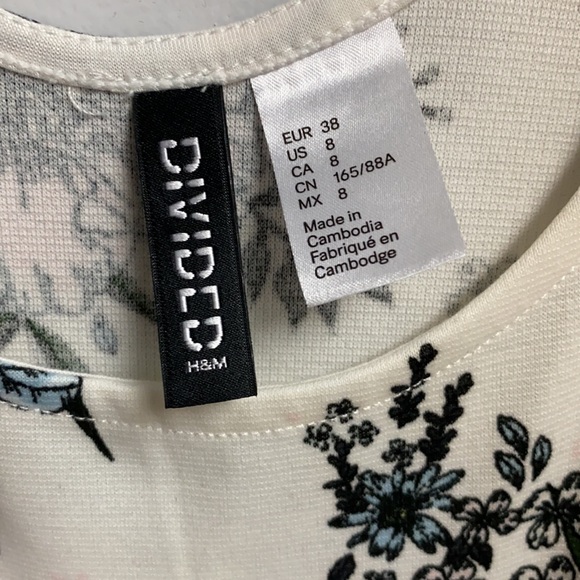 DIVIDED
H&M
EUR 38
US 8
CA 8
CN 165/88A
MX 8
Made in
Cambodia
Fabriqué en
Cambodge